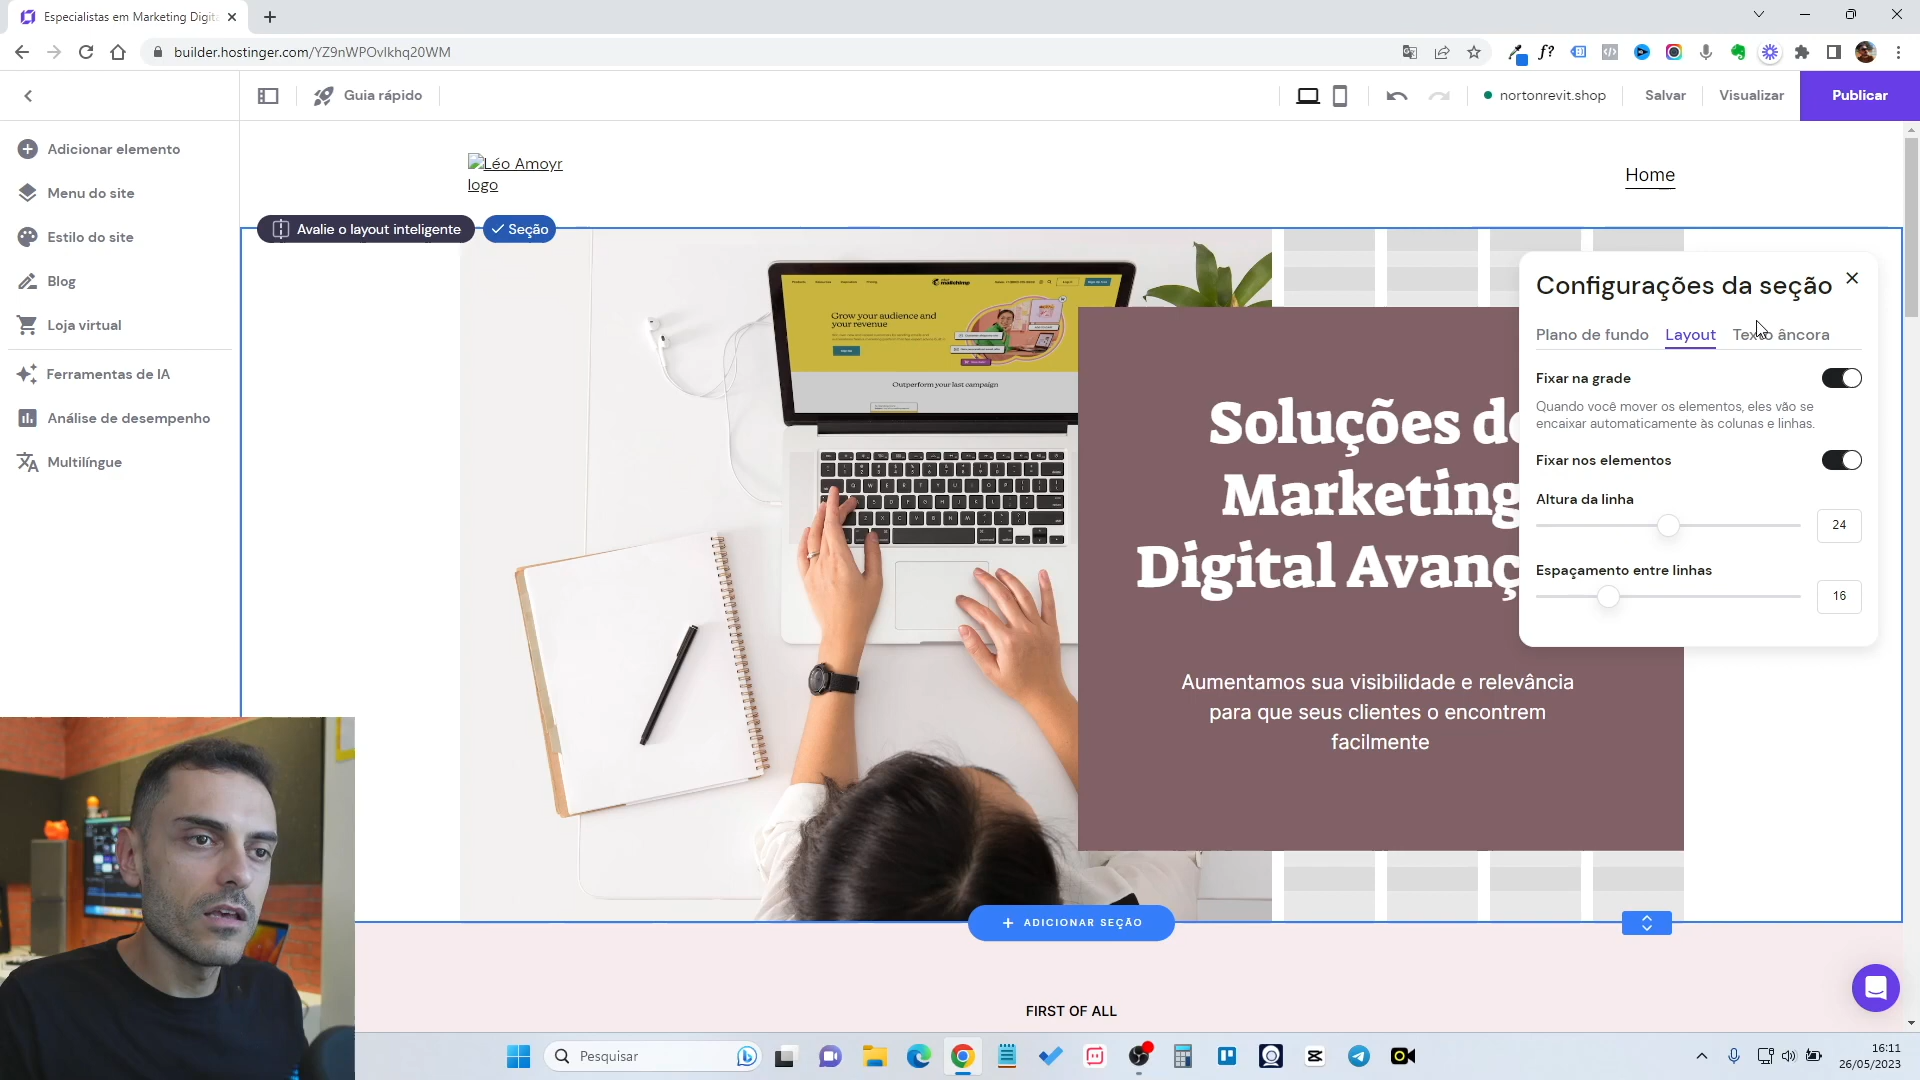 Especialistas em Marketing Digita
builder.hostinger.com/YZ9nWPOvlkhq20WM
Guia rápido
nortonrevit.shop
Salvar
Visualizar
Publicar
Adicionar elemento
Menu do site
Estilo do site
Blog
Loja virtual
Ferramentas de IA
Análise de desempenho
Multilíngue
Léo Amoyr
logo
Home
Avalie o layout inteligente
Seção
mailchimp
Grow your audience and
your revenue
Outperform your last campaign
Soluções de
Marketing
Digital Avanç
Aumentamos sua visibilidade e relevância
para que seus clientes o encontrem
facilmente
Configurações da seção
Plano de fundo
Layout
Texto âncora
Fixar na grade
Quando você mover os elementos, eles vão se
encaixar automaticamente às colunas e linhas.
Fixar nos elementos
Altura da linha
24
Espaçamento entre linhas
16
ADICIONAR SEÇÃO
FIRST OF ALL
Pesquisar
16:11
26/05/2023